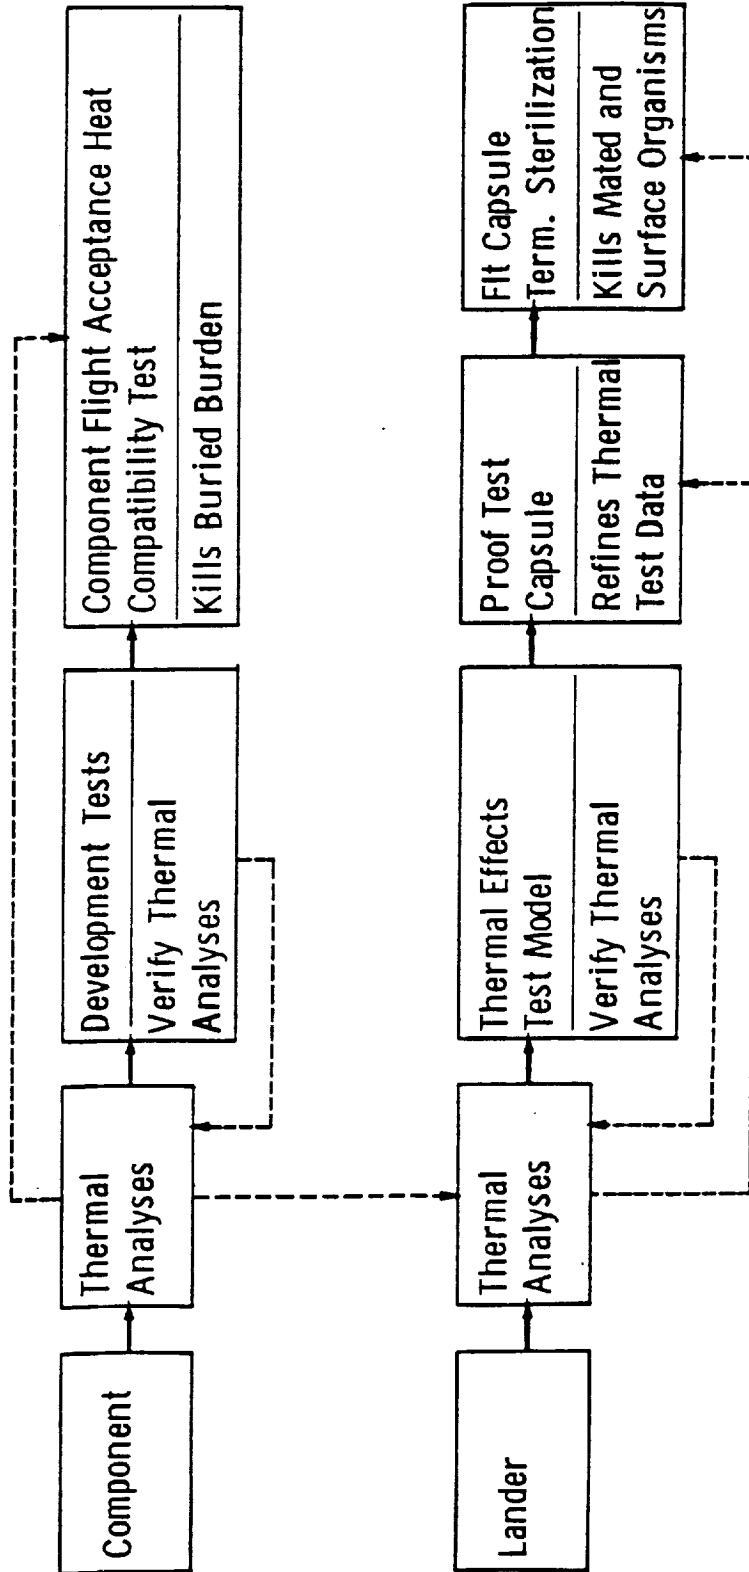 Component
Thermal
Analyses
Development Tests
Verify Thermal
Analyses
Component Flight Acceptance Heat
Compatibility Test
Kills Buried Burden
Lander
Thermal
Analyses
Thermal Effects
Test Model
Verify Thermal
Analyses
Proof Test
Capsule
Refines Thermal
Test Data
Flt Capsule
Term. Sterilization
Kills Mated and
Surface Organisms